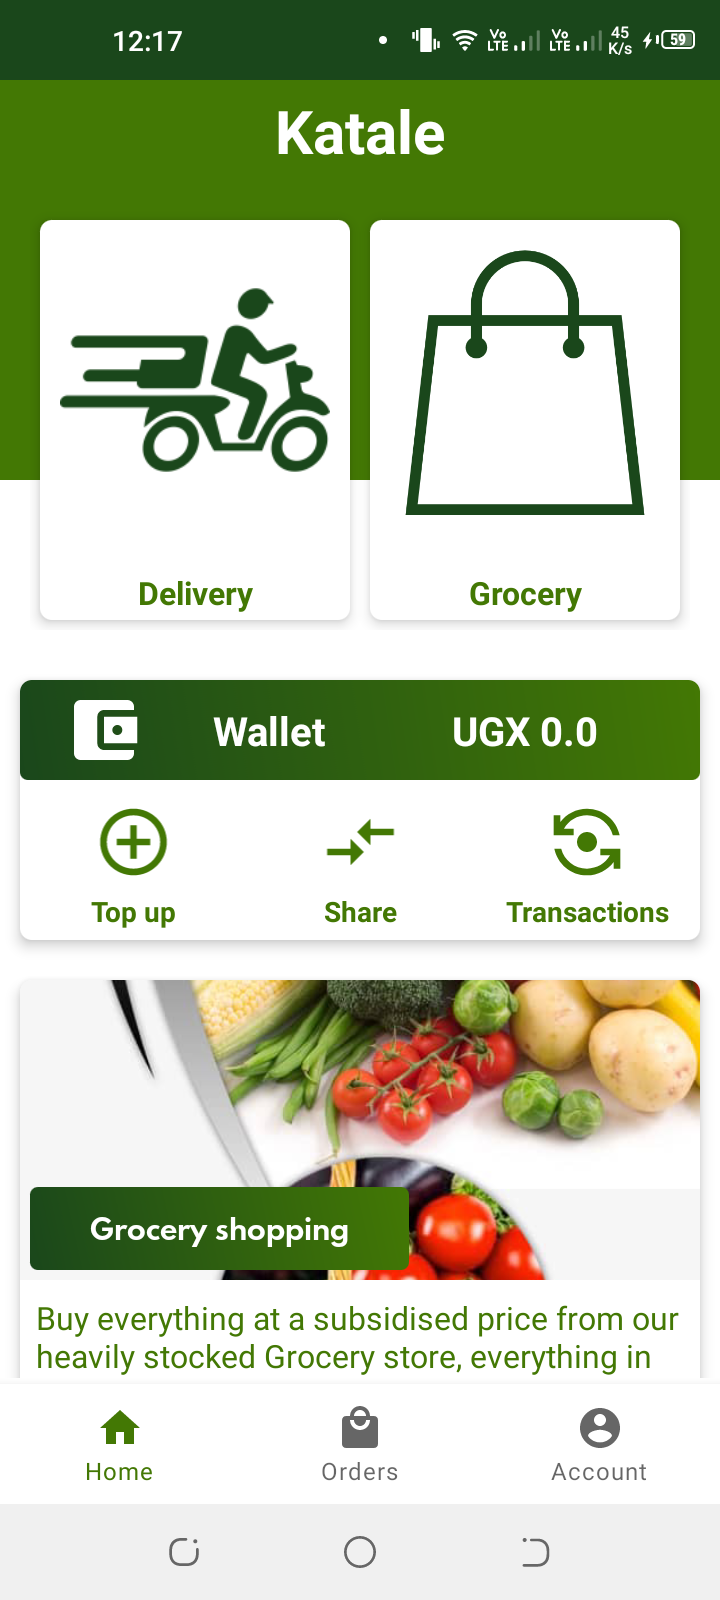 12:17
Vo LTE Vo LTE 45 K/s 59
Katale
Delivery
Grocery
Wallet UGX 0.0
Top up Share Transactions
Grocery shopping
Buy everything at a subsidised price from our
heavily stocked Grocery store, everything in
Home Orders Account